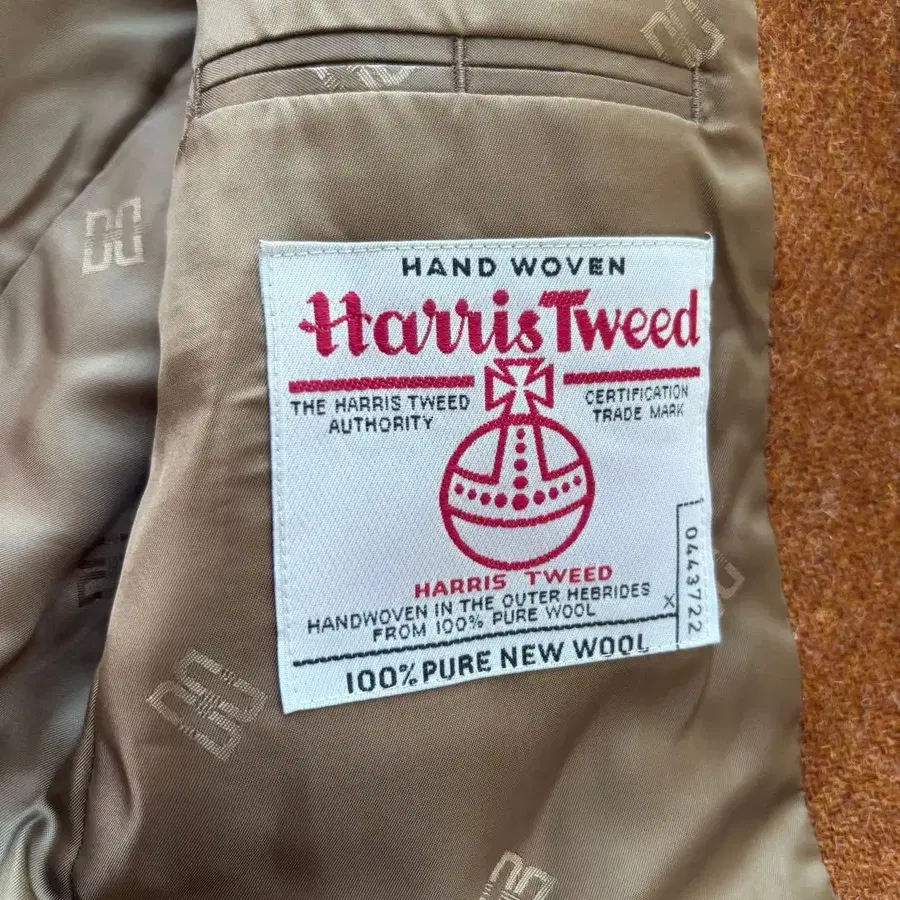 HAND WOVEN
Harris Tweed
THE HARRIS TWEED
AUTHORITY
CERTIFICATION
TRADE MARK
HARRIS TWEED
HANDWOVEN IN THE OUTER HEBRIDES
FROM 100% PURE WOOL
X
0443722
100% PURE NEW WOOL